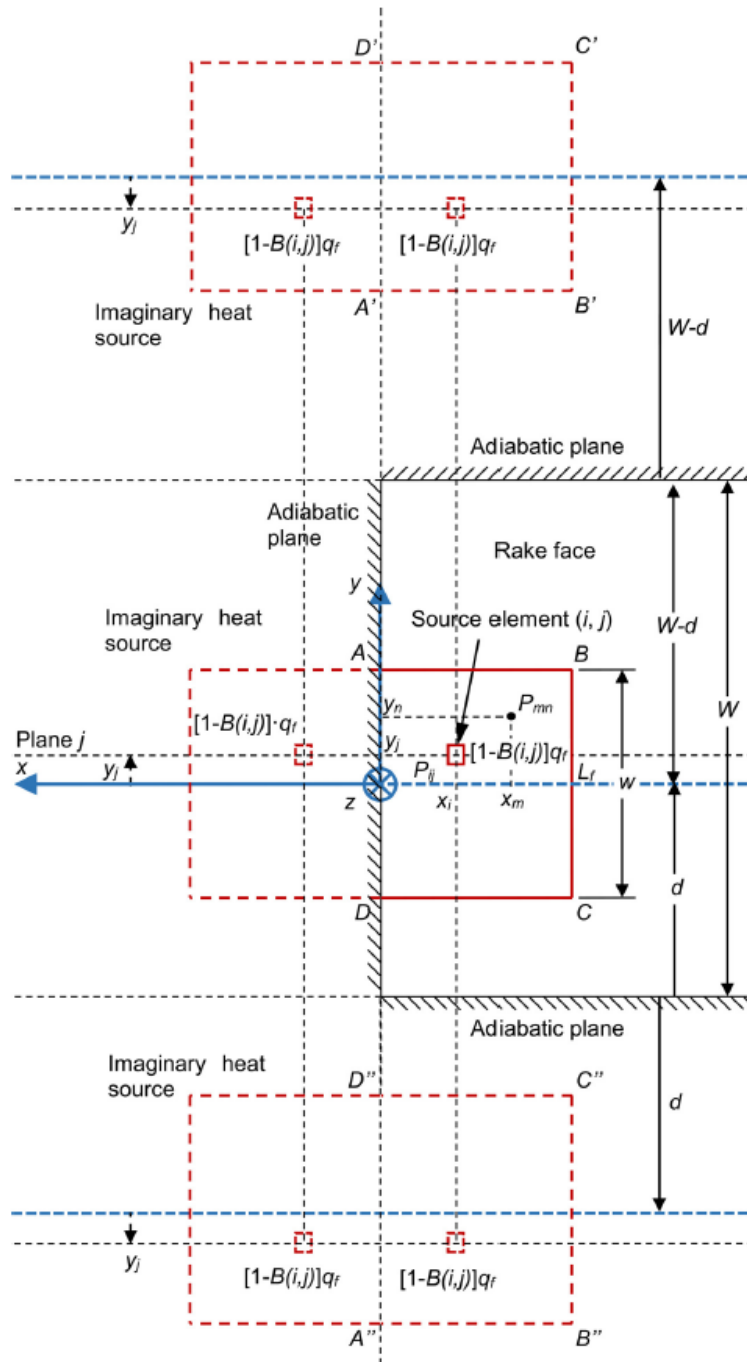 D' C'
y_j
[1-B(i,j)]q_f [1-B(i,j)]q_f
Imaginary heat
source
A' B'
W-d
Adiabatic plane
Adiabatic
plane
Rake face
y
Imaginary heat
source
Source element (i, j)
W-d
W
A B
y_n P_mn
[1-B(i,j)]·q_f
Plane j
y_j
[1-B(i,j)]q_f
x y_j P_ij L_f
z x_i x_m w
d
D C
Adiabatic plane
Imaginary heat
source
D'' C''
d
y_j
[1-B(i,j)]q_f [1-B(i,j)]q_f
A'' B''